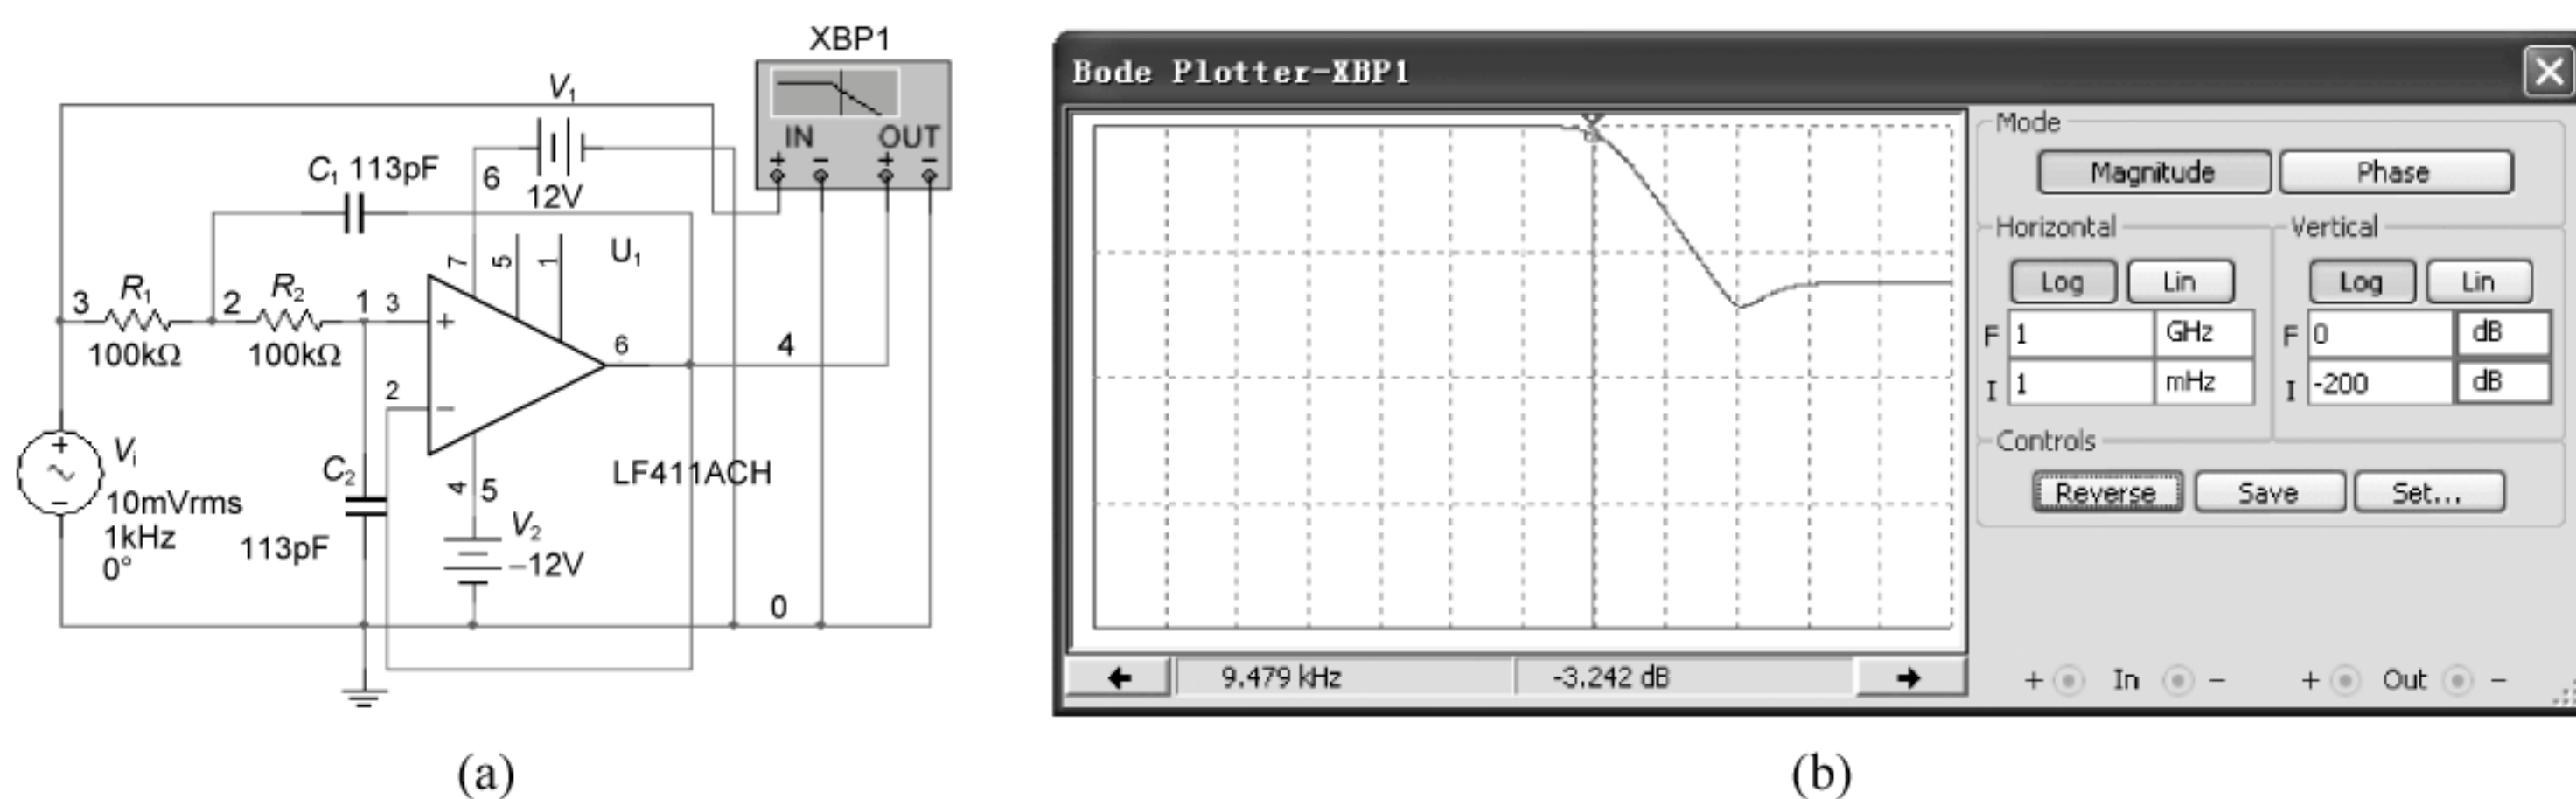 XBP1
V1
IN OUT
+ − + −
C1 113pF
6
12V
7 5 1
U1
3 R1 2 R2 1 3
+
100kΩ 100kΩ
6
4
2
−
+
Vi
−
10mVrms
1kHz
0°
C2
113pF
4 5
LF411ACH
V2
−12V
0
(a)
Bode Plotter-XBP1
Mode
Magnitude Phase
Horizontal Vertical
Log Lin Log Lin
F 1 GHz F 0 dB
I 1 mHz I -200 dB
Controls
Reverse Save Set...
9.479 kHz -3.242 dB
+ In − + Out −
(b)